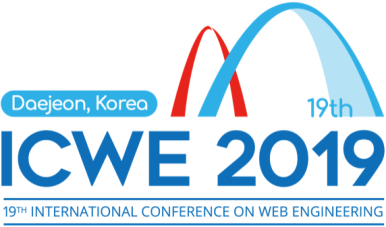 Daejeon, Korea
19th
ICWE 2019
19TH INTERNATIONAL CONFERENCE ON WEB ENGINEERING